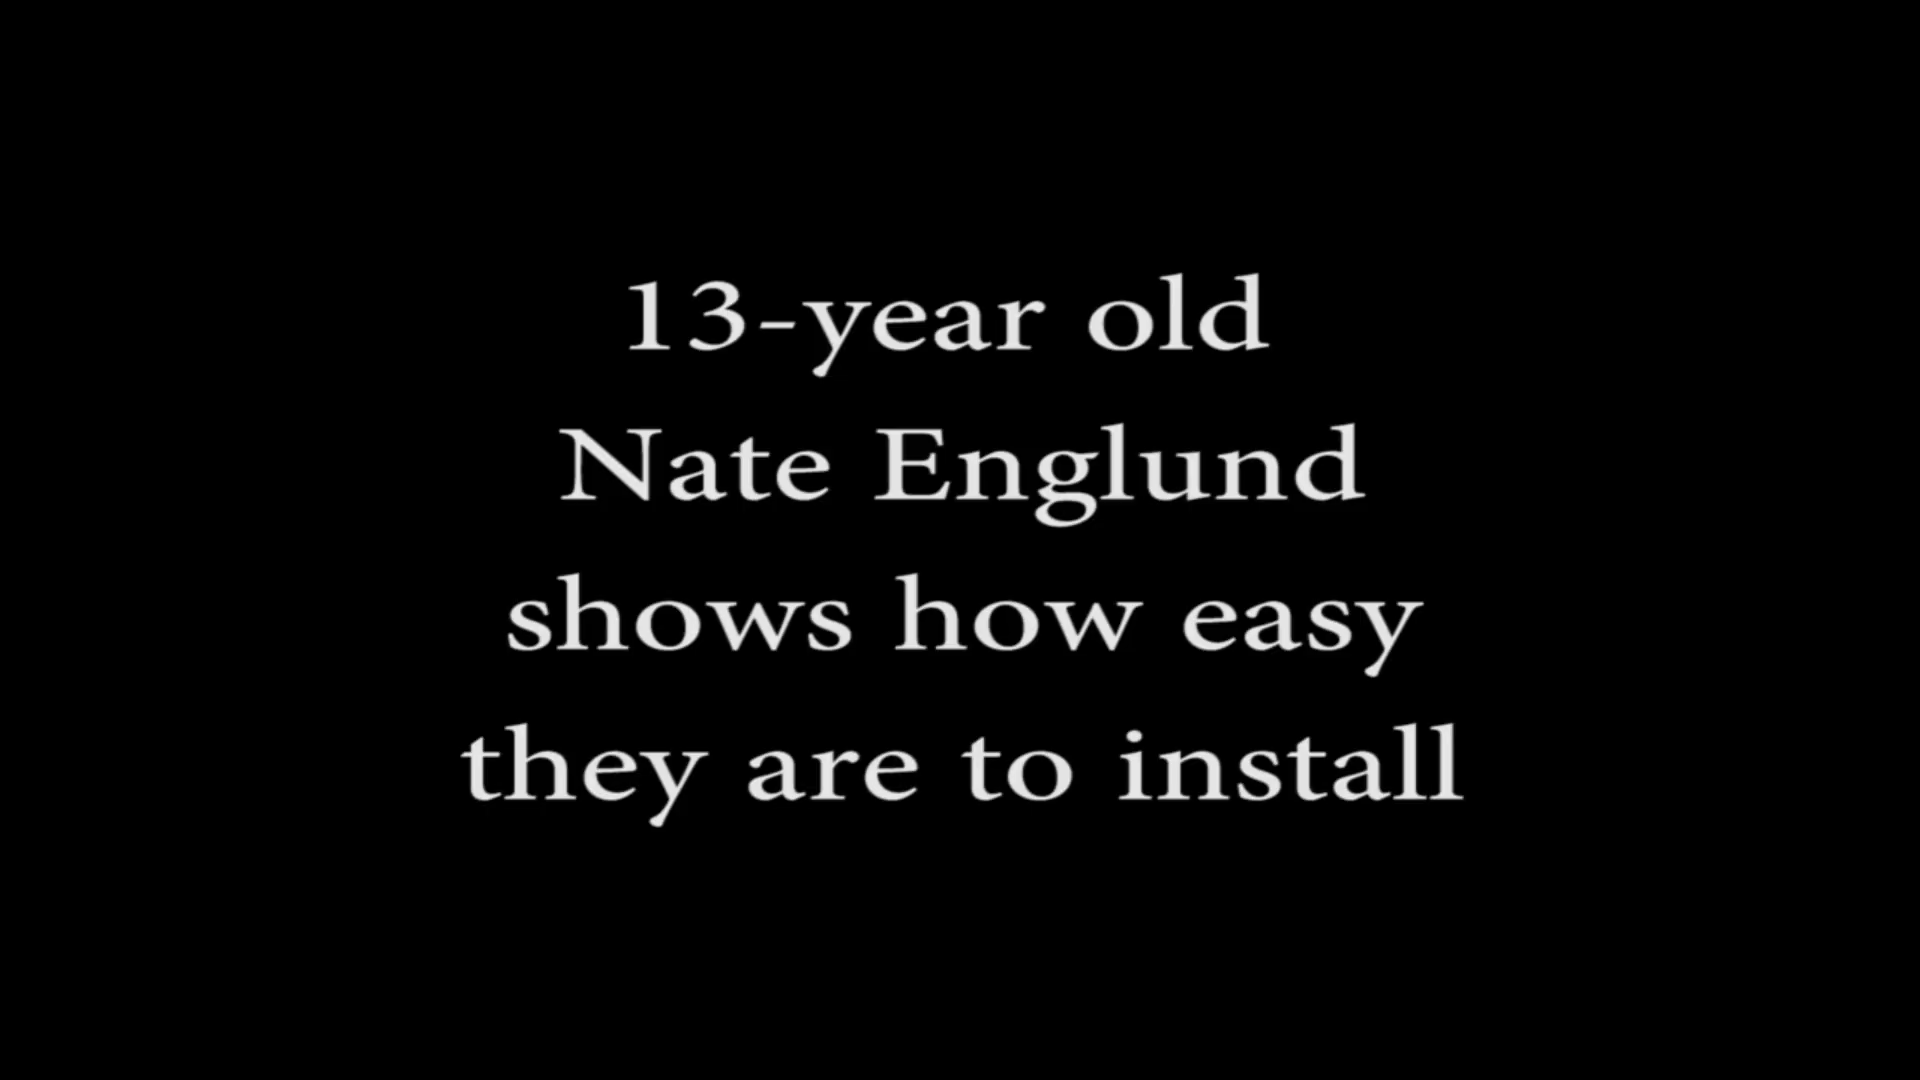 13-year old
Nate Englund
shows how easy
they are to install